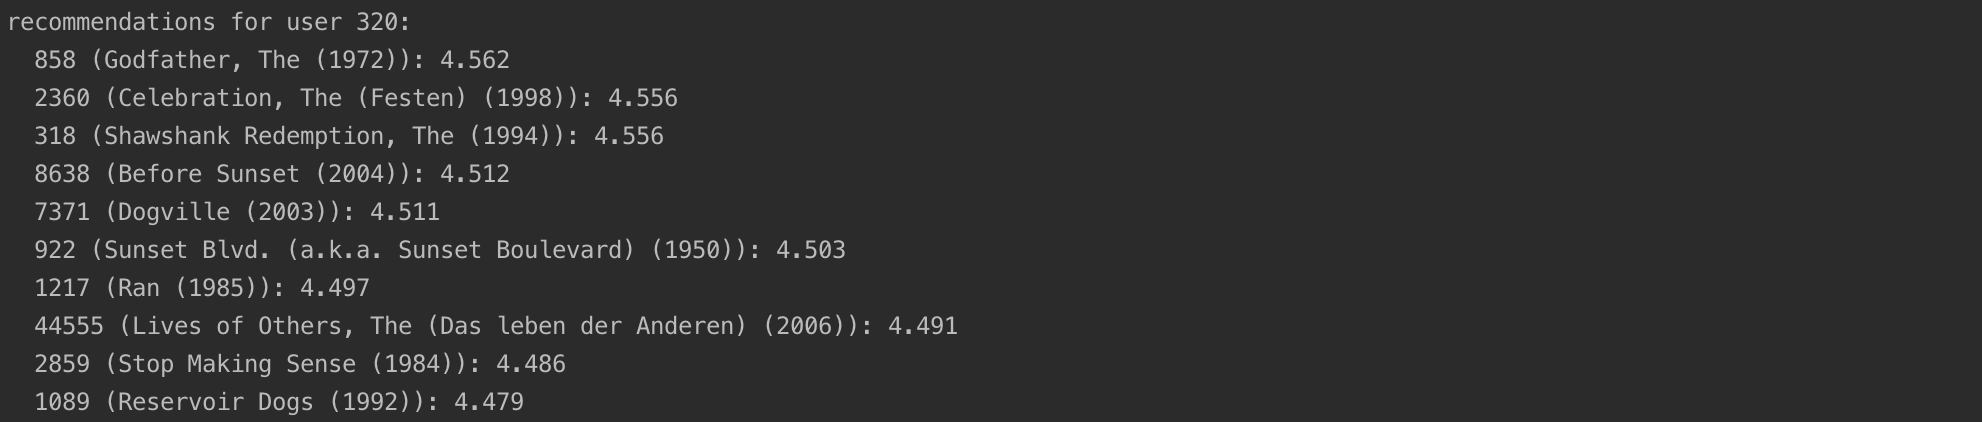 recommendations for user 320:
  858 (Godfather, The (1972)): 4.562
  2360 (Celebration, The (Festen) (1998)): 4.556
  318 (Shawshank Redemption, The (1994)): 4.556
  8638 (Before Sunset (2004)): 4.512
  7371 (Dogville (2003)): 4.511
  922 (Sunset Blvd. (a.k.a. Sunset Boulevard) (1950)): 4.503
  1217 (Ran (1985)): 4.497
  44555 (Lives of Others, The (Das leben der Anderen) (2006)): 4.491
  2859 (Stop Making Sense (1984)): 4.486
  1089 (Reservoir Dogs (1992)): 4.479